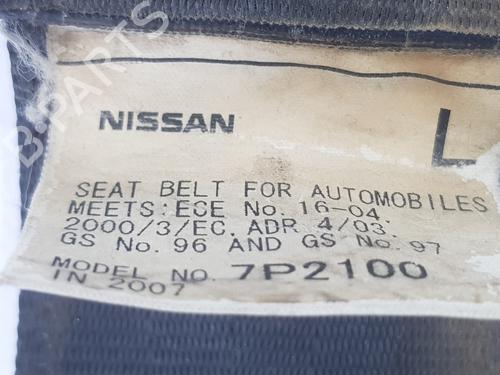 NISSAN
L
SEAT BELT FOR AUTOMOBILES
MEETS: ECE No. 16-04.
2000/3/EC. ADR 4/03.
GS No. 96 AND GS No. 97
MODEL NO. 7P2100
IN 2007
B-PARTS